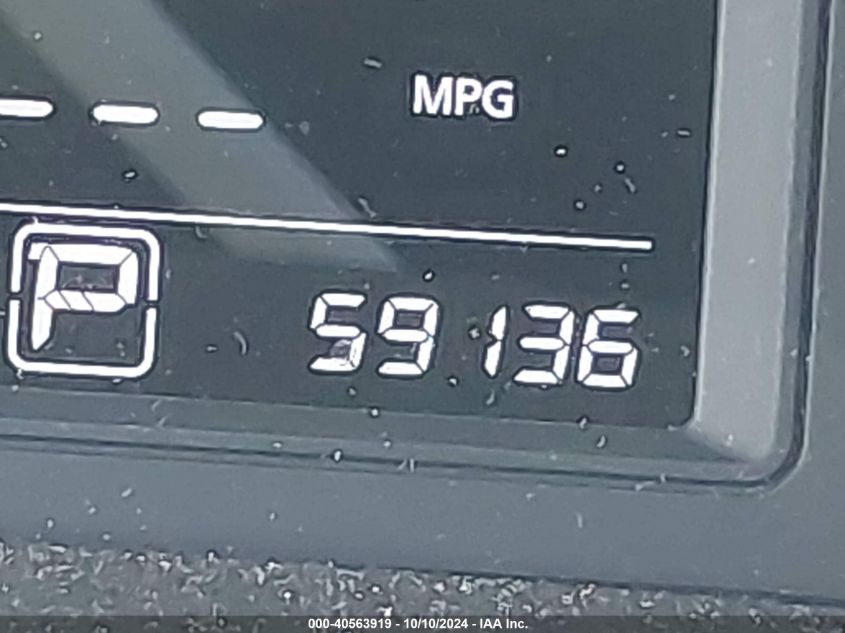 --- MPG
P 59136
000-40563919 - 10/10/2024 - IAA Inc.